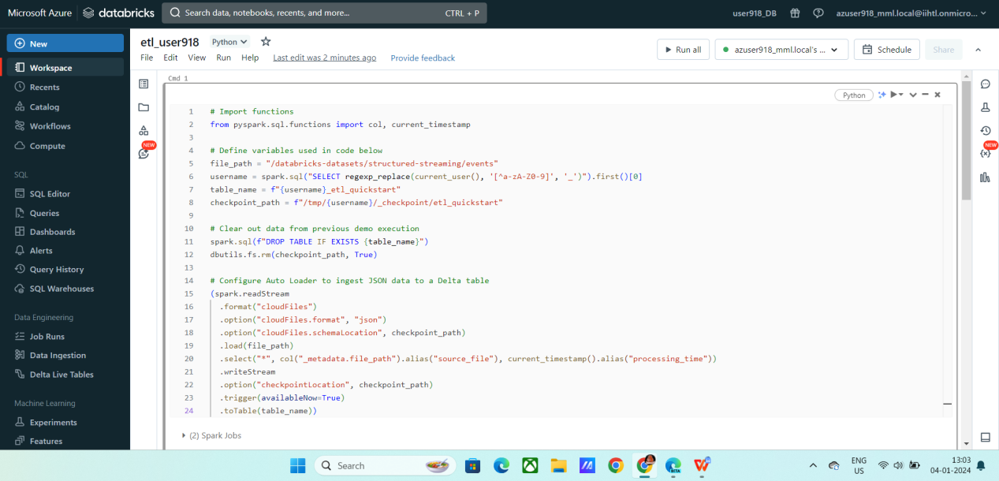 Microsoft Azure databricks Search data, notebooks, recents, and more... CTRL + P user918_DB azuser918_mml.local@iihtl.onmicro...
New
Workspace
Recents
Catalog
Workflows
Compute
SQL
SQL Editor
Queries
Dashboards
Alerts
Query History
SQL Warehouses
Data Engineering
Job Runs
Data Ingestion
Delta Live Tables
Machine Learning
Experiments
Features
etl_user918 Python
File Edit View Run Help Last edit was 2 minutes ago Provide feedback
Run all azuser918_mml.local's ... Schedule Share
NEW
NEW
Cmd 1
Python
1 # Import functions
2 from pyspark.sql.functions import col, current_timestamp
3
4 # Define variables used in code below
5 file_path = "/databricks-datasets/structured-streaming/events"
6 username = spark.sql("SELECT regexp_replace(current_user(), '[^a-zA-Z0-9]', '_')").first()[0]
7 table_name = f"{username}_etl_quickstart"
8 checkpoint_path = f"/tmp/{username}/_checkpoint/etl_quickstart"
9
10 # Clear out data from previous demo execution
11 spark.sql(f"DROP TABLE IF EXISTS {table_name}")
12 dbutils.fs.rm(checkpoint_path, True)
13
14 # Configure Auto Loader to ingest JSON data to a Delta table
15 (spark.readStream
16 .format("cloudFiles")
17 .option("cloudFiles.format", "json")
18 .option("cloudFiles.schemaLocation", checkpoint_path)
19 .load(file_path)
20 .select("*", col("_metadata.file_path").alias("source_file"), current_timestamp().alias("processing_time"))
21 .writeStream
22 .option("checkpointLocation", checkpoint_path)
23 .trigger(availableNow=True)
24 .toTable(table_name))
(2) Spark Jobs
Search
BETA
ENG
US
13:03
04-01-2024